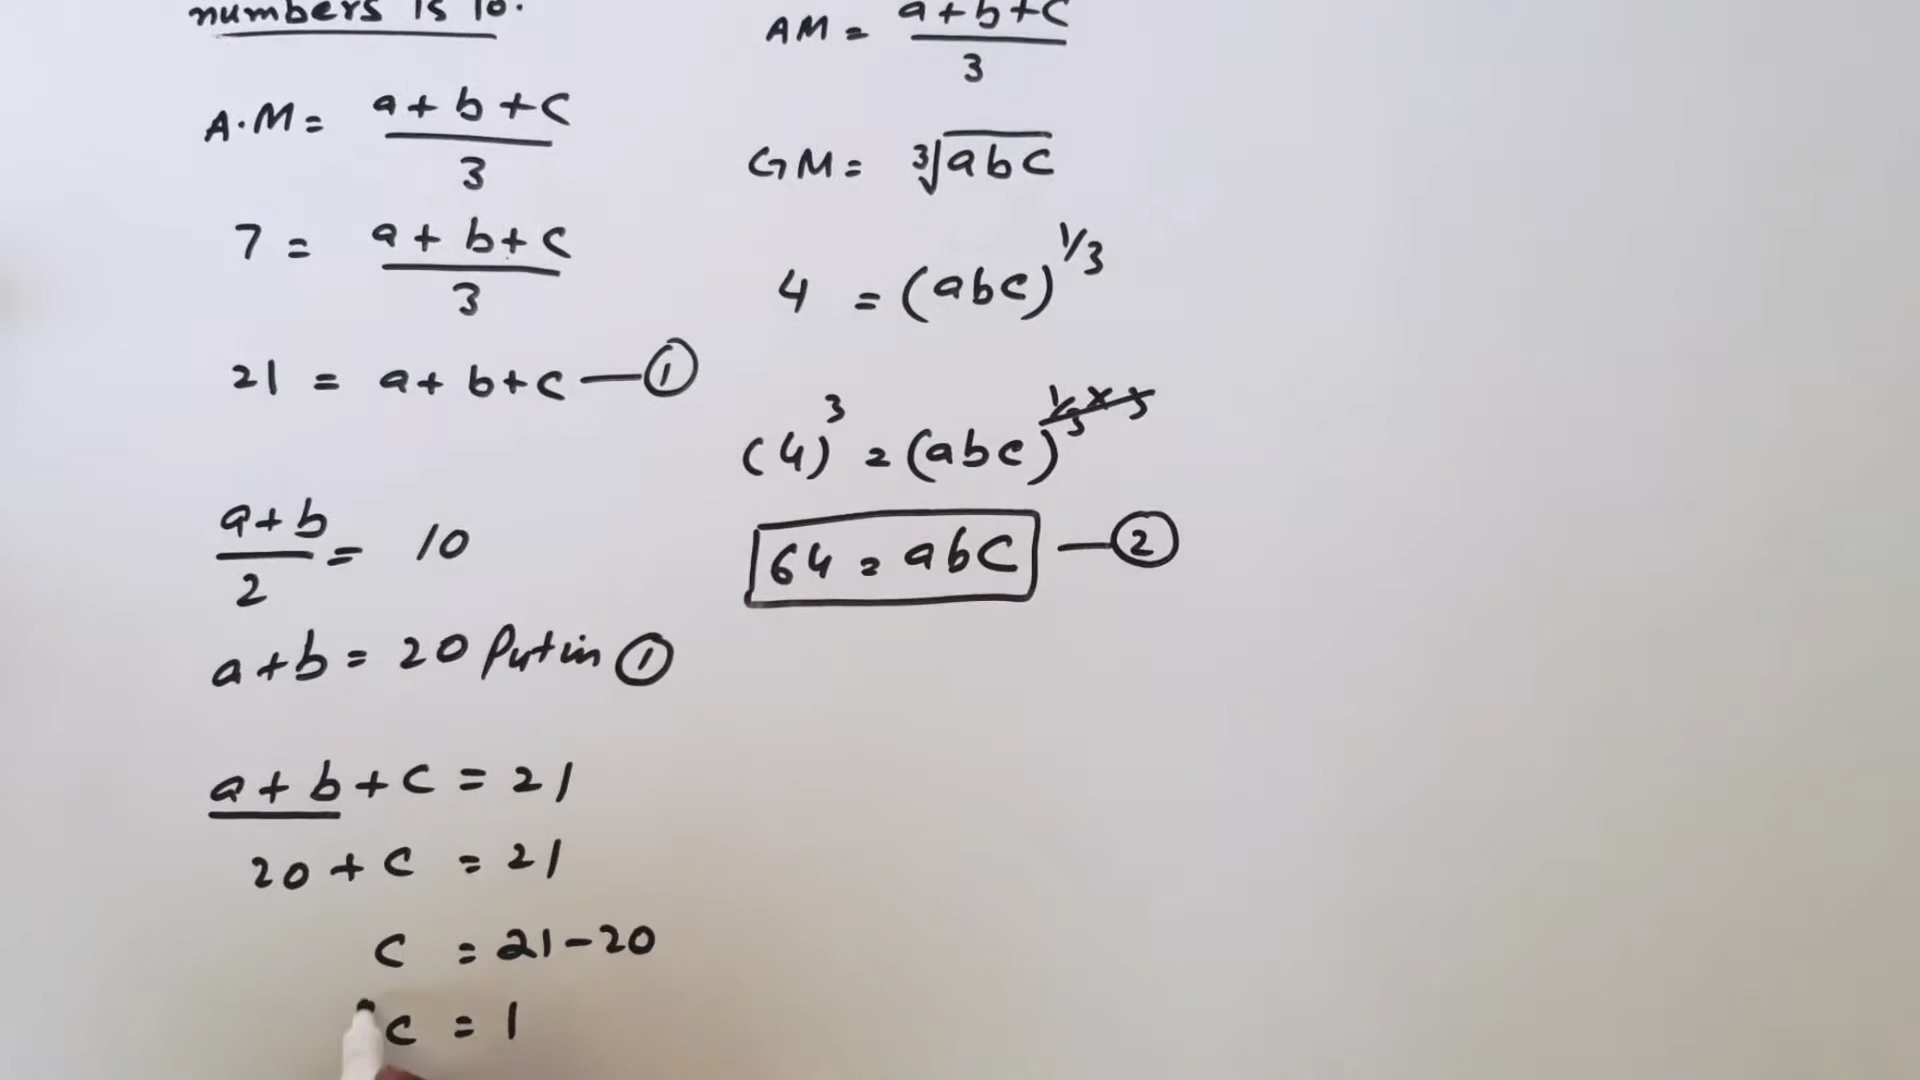 numbers is 10.
A.M = a+b+c
3
7 = a+b+c
3
21 = a+b+c —①
a+b
2 = 10
a+b = 20 Put in ①
a+b+c = 21
20+c = 21
c = 21-20
c = 1
AM = a+b+c
3
GM = ³√abc
4 = (abc)^1/3
(4)^3 = (abc)^1/3×3
64 = abc —②